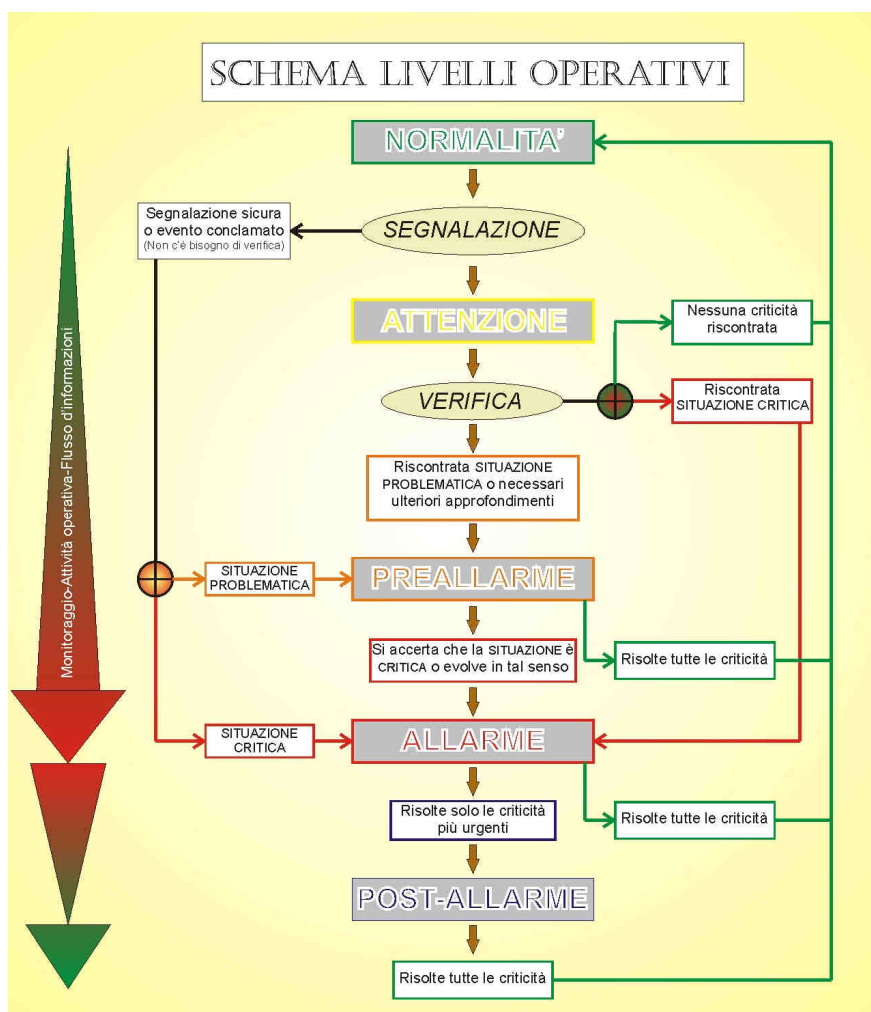 SCHEMA LIVELLI OPERATIVI
NORMALITA'
Segnalazione sicura
o evento conclamato
(Non c'é bisogno di verifica)
SEGNALAZIONE
ATTENZIONE
Nessuna criticità
riscontrata
VERIFICA
Riscontrata
SITUAZIONE CRITICA
Monitoraggio-Attività operativa-Flusso d'informazioni
Riscontrata SITUAZIONE
PROBLEMATICA o necessari
ulteriori approfondimenti
SITUAZIONE
PROBLEMATICA
PREALLARME
Si accerta che la SITUAZIONE È
CRITICA o evolve in tal senso
Risolte tutte le criticità
SITUAZIONE
CRITICA
ALLARME
Risolte solo le criticità
più urgenti
Risolte tutte le criticità
POST-ALLARME
Risolte tutte le criticità